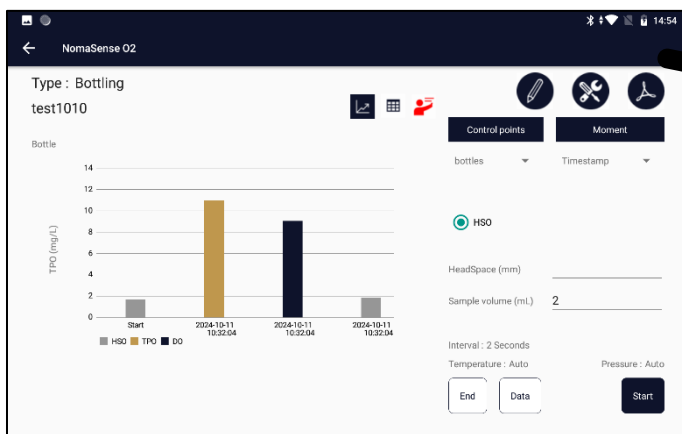 14:54
NomaSense O2
Type : Bottling
test1010
Control points
Moment
Bottle
bottles
Timestamp
14
12
10
8
6
4
2
0
TPO (mg/L)
Start
2024-10-11
10:32:04
2024-10-11
10:32:04
2024-10-11
10:32:04
HSO TPO DO
HSO
HeadSpace (mm)
Sample volume (mL) 2
Interval : 2 Seconds
Temperature : Auto
Pressure : Auto
End
Data
Start